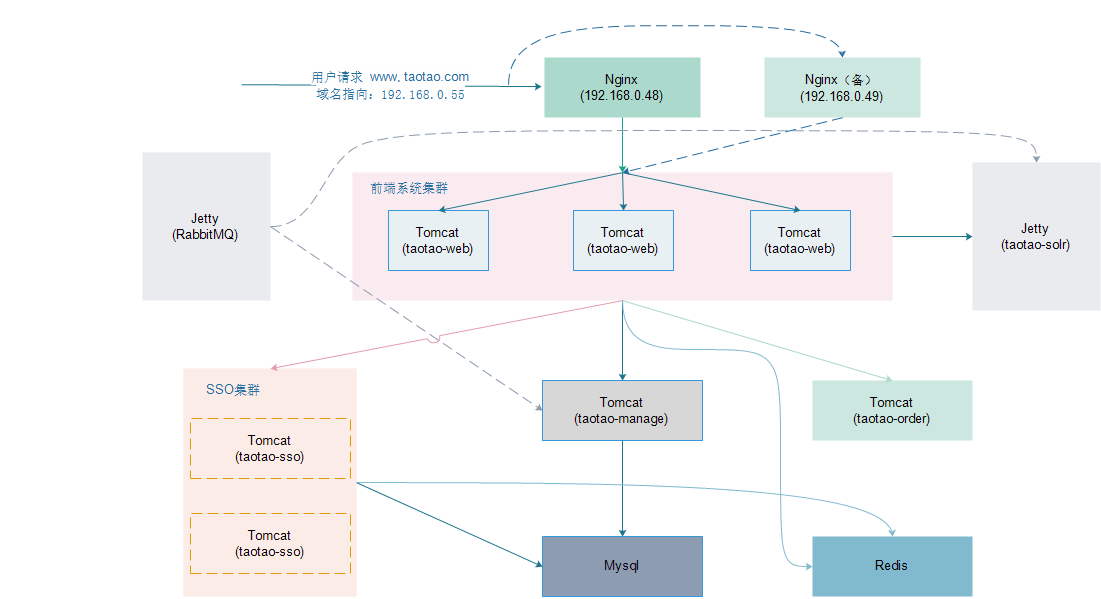 用户请求 www.taotao.com
域名指向：192.168.0.55
Nginx
(192.168.0.48)
Nginx（备）
(192.168.0.49)
Jetty
(RabbitMQ)
前端系统集群
Tomcat
(taotao-web)
Tomcat
(taotao-web)
Tomcat
(taotao-web)
Jetty
(taotao-solr)
SSO集群
Tomcat
(taotao-sso)
Tomcat
(taotao-sso)
Tomcat
(taotao-manage)
Tomcat
(taotao-order)
Mysql
Redis